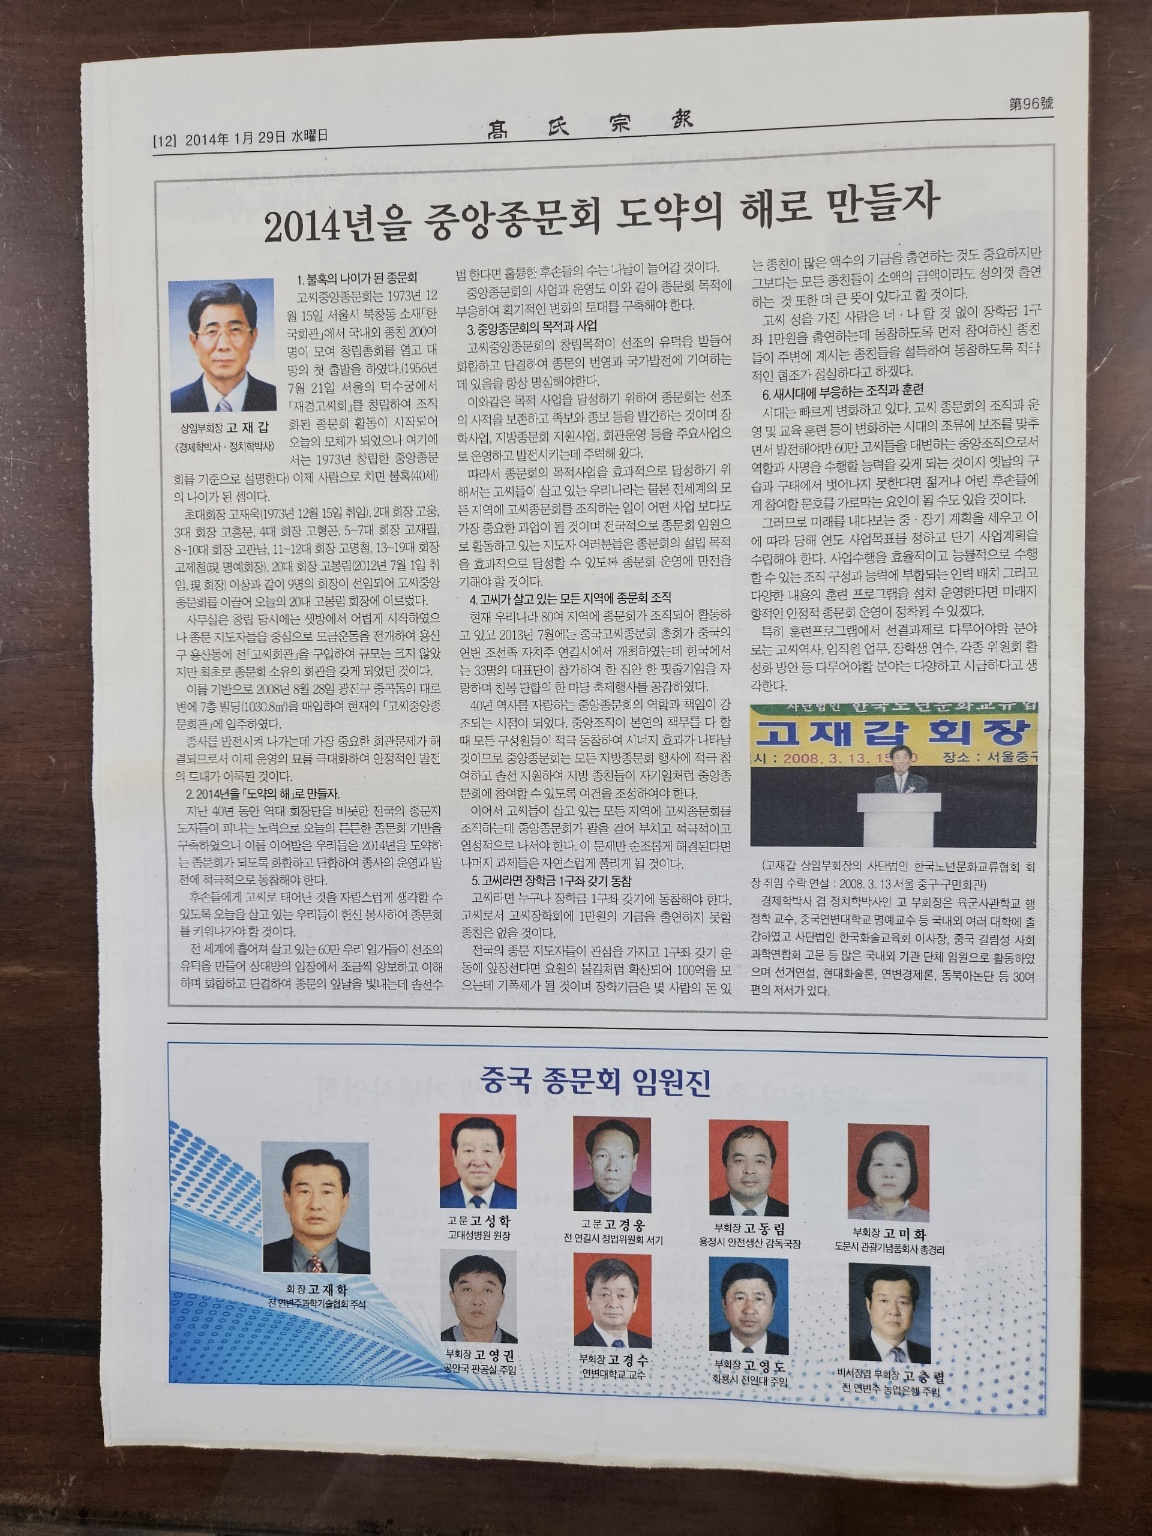 [12] 2014年 1月 29日 水曜日
高氏宗報
第96號
2014년을 중앙종문회 도약의 해로 만들자
상임부회장 고 재 갑
〈경제학박사 · 정치학박사〉
1. 불혹의 나이가 된 종문회
고씨중앙종문회는 1973년 12
월 15일 서울시 북창동 소재「한
국회관」에서 국내외 종친 200여
명이 모여 창립총회를 열고 대
망의 첫 출발을 하였다.(1956년
7월 21일 서울의 덕수궁에서
「재경고씨회」를 창립하여 조직
화된 종문회 활동이 시작되어
오늘의 모체가 되었으나 여기에
서는 1973년 창립한 중앙종문
회를 기준으로 설명한다) 이제 사람으로 치면 불혹(40세)
의 나이가 된 셈이다.
초대회장 고재욱(1973년 12월 15일 취임), 2대 회장 고웅,
3대 회장 고흥문, 4대 회장 고형곤, 5~7대 회장 고재필,
8~10대 회장 고판남, 11~12대 회장 고명첨, 13~19대 회장
고제철(現 명예회장), 20대 회장 고봉림(2012년 7월 1일 취
임, 現 회장) 이상과 같이 9명의 회장이 선임되어 고씨중앙
종문회를 이끌어 오늘의 20대 고봉림 회장에 이르렀다.
사무실은 창립 당시에는 셋방에서 어렵게 시작하였으
나 종문 지도자들을 중심으로 모금운동을 전개하여 용산
구 용산동에 전「고씨회관」을 구입하여 규모는 크지 않았
지만 최초로 종문회 소유의 회관을 갖게 되었던 것이다.
이를 기반으로 2008년 8월 28일 광진구 중곡동의 대로
변에 7층 빌딩(1030.8㎡)을 매입하여 현재의「고씨중앙종
문회관」에 입주하였다.
종사를 발전시켜 나가는데 가장 중요한 회관문제가 해
결되므로서 이제 운영의 묘를 극대화하여 안정적인 발전
의 토대가 이룩된 것이다.
2. 2014년을「도약의 해」로 만들자.
지난 40년 동안 역대 회장단을 비롯한 전국의 종문지
도자들이 피나는 노력으로 오늘의 튼튼한 종문회 기반을
구축하였으니 이를 이어받은 우리들은 2014년을 도약하
는 종문회가 되도록 화합하고 단합하여 종사의 운영과 발
전에 적극적으로 동참해야 한다.
후손들에게 고씨로 태어난 것을 자랑스럽게 생각할 수
있도록 오늘을 살고 있는 우리들이 헌신 봉사하여 종문회
를 키워나가야 할 것이다.
전 세계에 흩어져 살고 있는 60만 우리 일가들이 선조의
유덕을 받들어 상대방의 입장에서 조금씩 양보하고 이해
하며 화합하고 단결하여 종문의 앞날을 빛내는데 솔선수
범 한다면 훌륭한 후손들의 수는 나날이 늘어갈 것이다.
중앙종문회의 사업과 운영도 이와 같아 종문회 목적에
부응하여 획기적인 변화의 토대를 구축해야 한다.
3. 중앙종문회의 목적과 사업
고씨중앙종문회의 창립목적이 선조의 유덕을 받들어
화합하고 단결하여 종문의 번영과 국가발전에 기여하는
데 있음을 항상 명심해야한다.
이와같은 목적 사업을 달성하기 위하여 종문회는 선조
의 사적을 보존하고 족보와 종보 등을 발간하는 것이며 장
학사업, 지방종문회 지원사업, 회관운영 등을 주요사업으
로 운영하고 발전시키는데 주력해 왔다.
따라서 종문회의 목적사업을 효과적으로 달성하기 위
해서는 고씨들이 살고 있는 우리나라는 물론 전세계의 모
든 지역에 고씨종문회를 조직하는 일이 어떤 사업 보다도
가장 중요한 과업이 될 것이며 전국적으로 종문회 임원으
로 활동하고 있는 지도자 여러분들은 종문회의 설립 목적
을 효과적으로 달성할 수 있도록 종문회 운영에 만전을
기해야 할 것이다.
4. 고씨가 살고 있는 모든 지역에 종문회 조직
현재 우리나라 80여 지역에 종문회가 조직되어 활동하
고 있고 2013년 7월에는 중국고씨종문회 총회가 중국의
연변 조선족 자치주 연길시에서 개최하였는데 한국에서
는 33명의 대표단이 참가하여 한 집안 한 핏줄기임을 자
랑하며 친목 단합의 한 마당 축제행사를 공감하였다.
40년 역사를 자랑하는 중앙종문회의 역할과 책임이 강
조되는 시점이 되었다. 중앙조직이 본연의 책무를 다 할
때 모든 구성원들이 적극 동참하여 시너지 효과가 나타날
것이므로 중앙종문회는 모든 지방종문회 행사에 적극 참
여하고 솔선 지원하여 지방 종친들이 자기일처럼 중앙종
문회에 참여할 수 있도록 여건을 조성하여야 한다.
이어서 고씨들이 살고 있는 모든 지역에 고씨종문회를
조직하는데 중앙종문회가 팔을 걷어 부치고 적극적이고
열성적으로 나서야 한다. 이 문제만 순조롭게 해결된다면
나머지 과제들은 자연스럽게 풀리게 될 것이다.
5. 고씨라면 장학금 1구좌 갖기 동참
고씨라면 누구나 장학금 1구좌 갖기에 동참해야 한다.
고씨로서 고씨장학회에 1만원의 기금을 출연하지 못할
종친은 없을 것이다.
전국의 종문 지도자들이 관심을 가지고 1구좌 갖기 운
동에 앞장선다면 요원의 불길처럼 확산되어 100억을 모
으는데 기폭제가 될 것이며 장학기금은 몇 사람의 돈 있
는 종친이 많은 액수의 기금을 출연하는 것도 중요하지만
그보다는 모든 종친들이 소액의 금액이라도 성의껏 출연
하는 것 또한 더 큰 뜻이 있다고 할 것이다.
고씨 성을 가진 사람은 너 · 나 할 것 없이 장학금 1구
좌 1만원을 출연하는데 동참하도록 먼저 참여하신 종친
들이 주변에 계시는 종친들을 설득하여 동참하도록 적극
적인 협조가 절실하다고 하겠다.
6. 새시대에 부응하는 조직과 훈련
시대는 빠르게 변화하고 있다. 고씨 종문회의 조직과 운
영 및 교육 훈련 등이 변화하는 시대의 조류에 보조를 맞추
면서 발전해야만 60만 고씨들을 대변하는 중앙조직으로서
역할과 사명을 수행할 능력을 갖게 되는 것이지 옛날의 구
습과 구태에서 벗어나지 못한다면 젊거나 어린 후손들에
게 참여할 문호를 가로막는 요인이 될 수도 있을 것이다.
그러므로 미래를 내다보는 중 · 장기 계획을 세우고 이
에 따라 당해 연도 사업목표를 정하고 단기 사업계획을
수립해야 한다. 사업수행을 효율적이고 능률적으로 수행
할 수 있는 조직 구성과 능력에 부합되는 인력 배치 그리고
다양한 내용의 훈련 프로그램을 설치 운영한다면 미래지
향적인 안정적 종문회 운영이 정착될 수 있겠다.
특히 훈련프로그램에서 선결과제로 다루어야할 분야
로는 고씨역사, 임직원 업무, 장학생 연수, 각종 위원회 활
성화 방안 등 다루어야할 분야는 다양하고 시급하다고 생
각한다.
사단법인 한국노년문화교류협
고재갑 회장
시 : 2008. 3. 13. 15 0 장소 : 서울중구
(고재갑 상임부회장의 사단법인 한국노년문화교류협회 회
장 취임 수락 연설 : 2008. 3. 13 서울 중구 구민회관)
경제학박사 겸 정치학박사인 고 부회장은 육군사관학교 행
정학 교수, 중국연변대학교 명예교수 등 국내외 여러 대학에 출
강하였고 사단법인 한국화술교육회 이사장, 중국 길림성 사회
과학연합회 고문 등 많은 국내외 기관 단체 임원으로 활동하였
으며 선거연설, 현대화술론, 연변경제론, 동북아논단 등 30여
편의 저서가 있다.
중국 종문회 임원진
회 장 고 재 학
전 연변주과학기술협회 주석
고 문 고 성 학
고대성병원 원장
고 문 고 경 웅
전 연길시 정법위원회 서기
부회장 고 동 림
용정시 안전생산 감독국장
부회장 고 미 화
도문시 관광기념품회사 총경리
부회장 고 영 권
공안국 판공실 주임
부회장 고 경 수
연변대학교 교수
부회장 고 영 도
화룡시 전인대 주임
비서장겸 부회장 고 충 렬
전 연변주 농업은행 주임